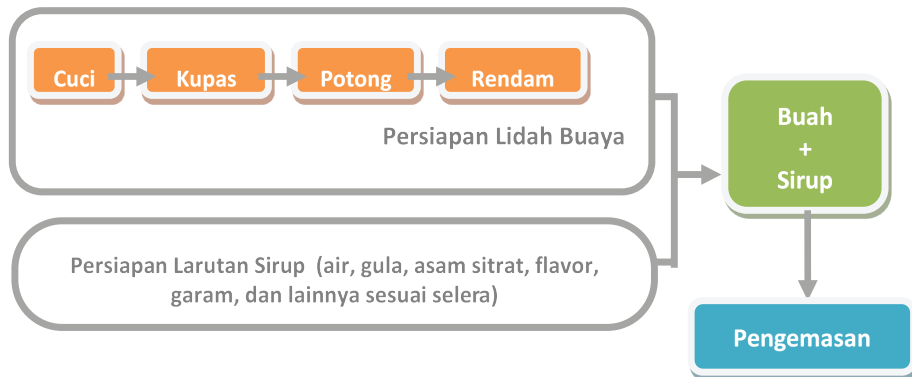 Cuci
Kupas
Potong
Rendam
Persiapan Lidah Buaya
Persiapan Larutan Sirup (air, gula, asam sitrat, flavor,
garam, dan lainnya sesuai selera)
Buah
+
Sirup
Pengemasan